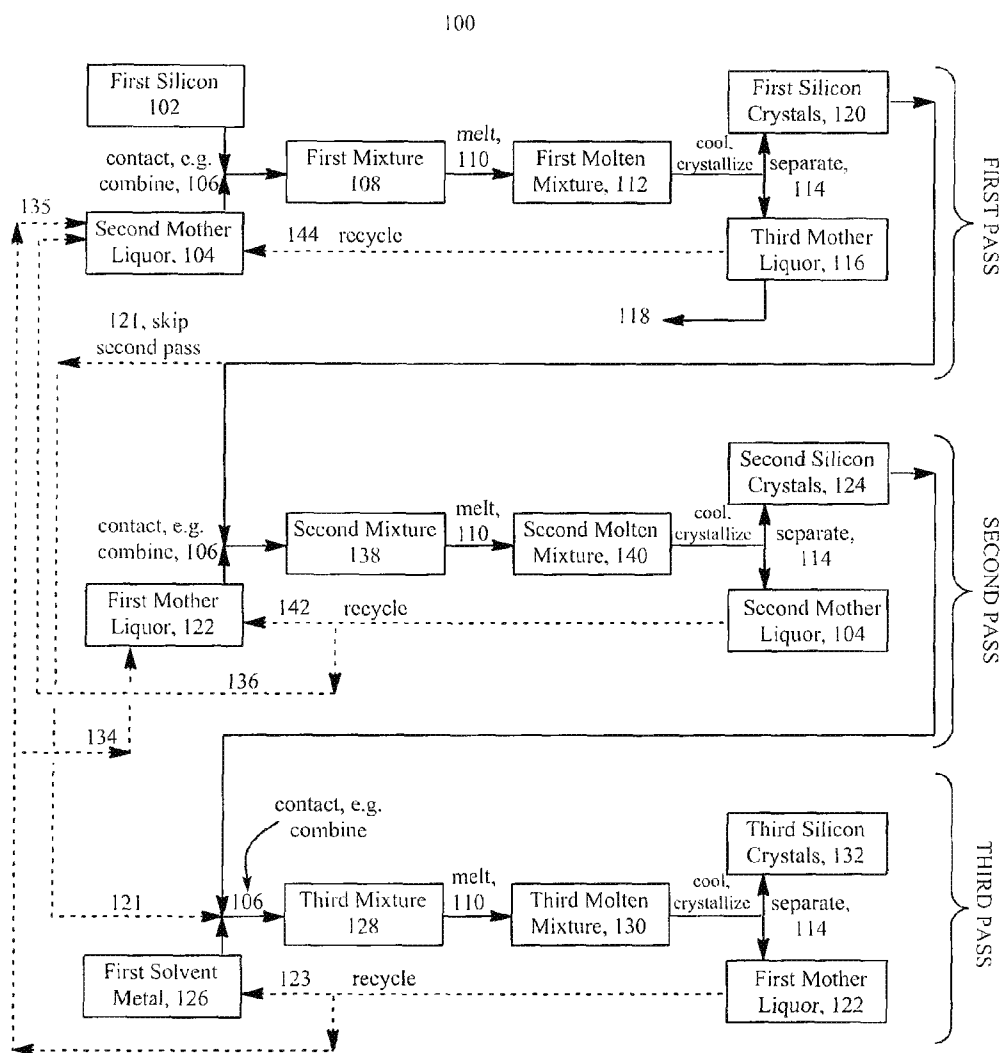 100
First Silicon
102
First Silicon
Crystals, 120
contact, e.g.
combine, 106
First Mixture
108
melt,
110
First Molten
Mixture, 112
cool,
crystallize
separate,
114
135
Second Mother
Liquor, 104
144 recycle
Third Mother
Liquor, 116
118
FIRST PASS
121, skip
second pass
Second Silicon
Crystals, 124
contact, e.g.
combine, 106
Second Mixture
138
melt,
110
Second Molten
Mixture, 140
cool,
crystallize
separate,
114
First Mother
Liquor, 122
142 recycle
Second Mother
Liquor, 104
136
134
SECOND PASS
contact, e.g.
combine
Third Silicon
Crystals, 132
121
106
Third Mixture
128
melt,
110
Third Molten
Mixture, 130
cool,
crystallize
separate,
114
First Solvent
Metal, 126
123 recycle
First Mother
Liquor, 122
THIRD PASS